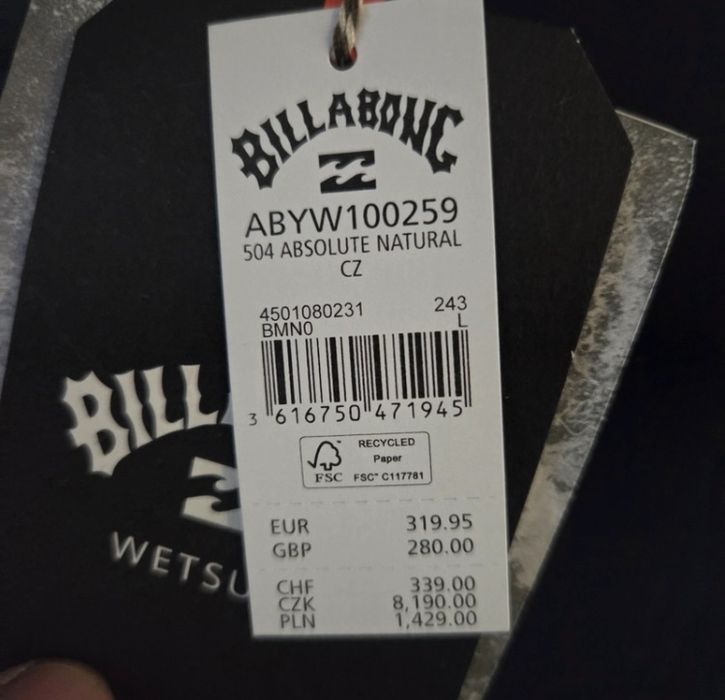 BILLABONG
ABYW100259
504 ABSOLUTE NATURAL
CZ
4501080231 243
BMN0 L
3 616750 471945
RECYCLED
Paper
FSC FSC® C117781
EUR 319.95
GBP 280.00
CHF 339.00
CZK 8,190.00
PLN 1,429.00
BILL
WETSU